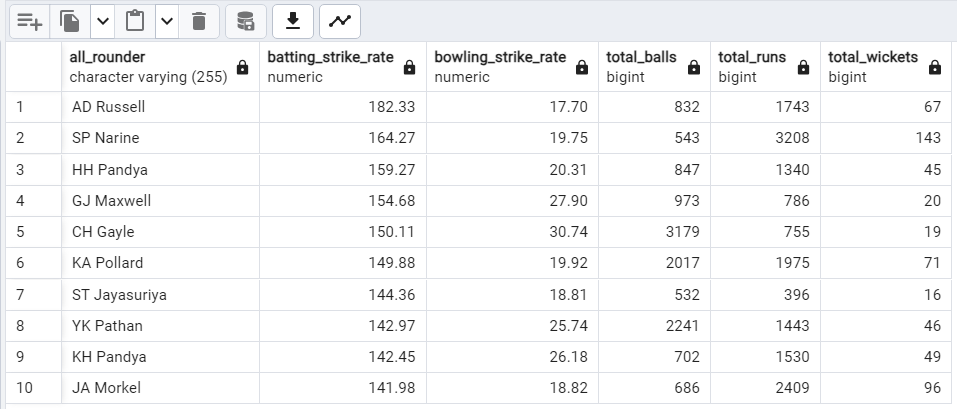 all_rounder batting_strike_rate bowling_strike_rate total_balls total_runs total_wickets
character varying (255) numeric numeric bigint bigint bigint
1 AD Russell 182.33 17.70 832 1743 67
2 SP Narine 164.27 19.75 543 3208 143
3 HH Pandya 159.27 20.31 847 1340 45
4 GJ Maxwell 154.68 27.90 973 786 20
5 CH Gayle 150.11 30.74 3179 755 19
6 KA Pollard 149.88 19.92 2017 1975 71
7 ST Jayasuriya 144.36 18.81 532 396 16
8 YK Pathan 142.97 25.74 2241 1443 46
9 KH Pandya 142.45 26.18 702 1530 49
10 JA Morkel 141.98 18.82 686 2409 96